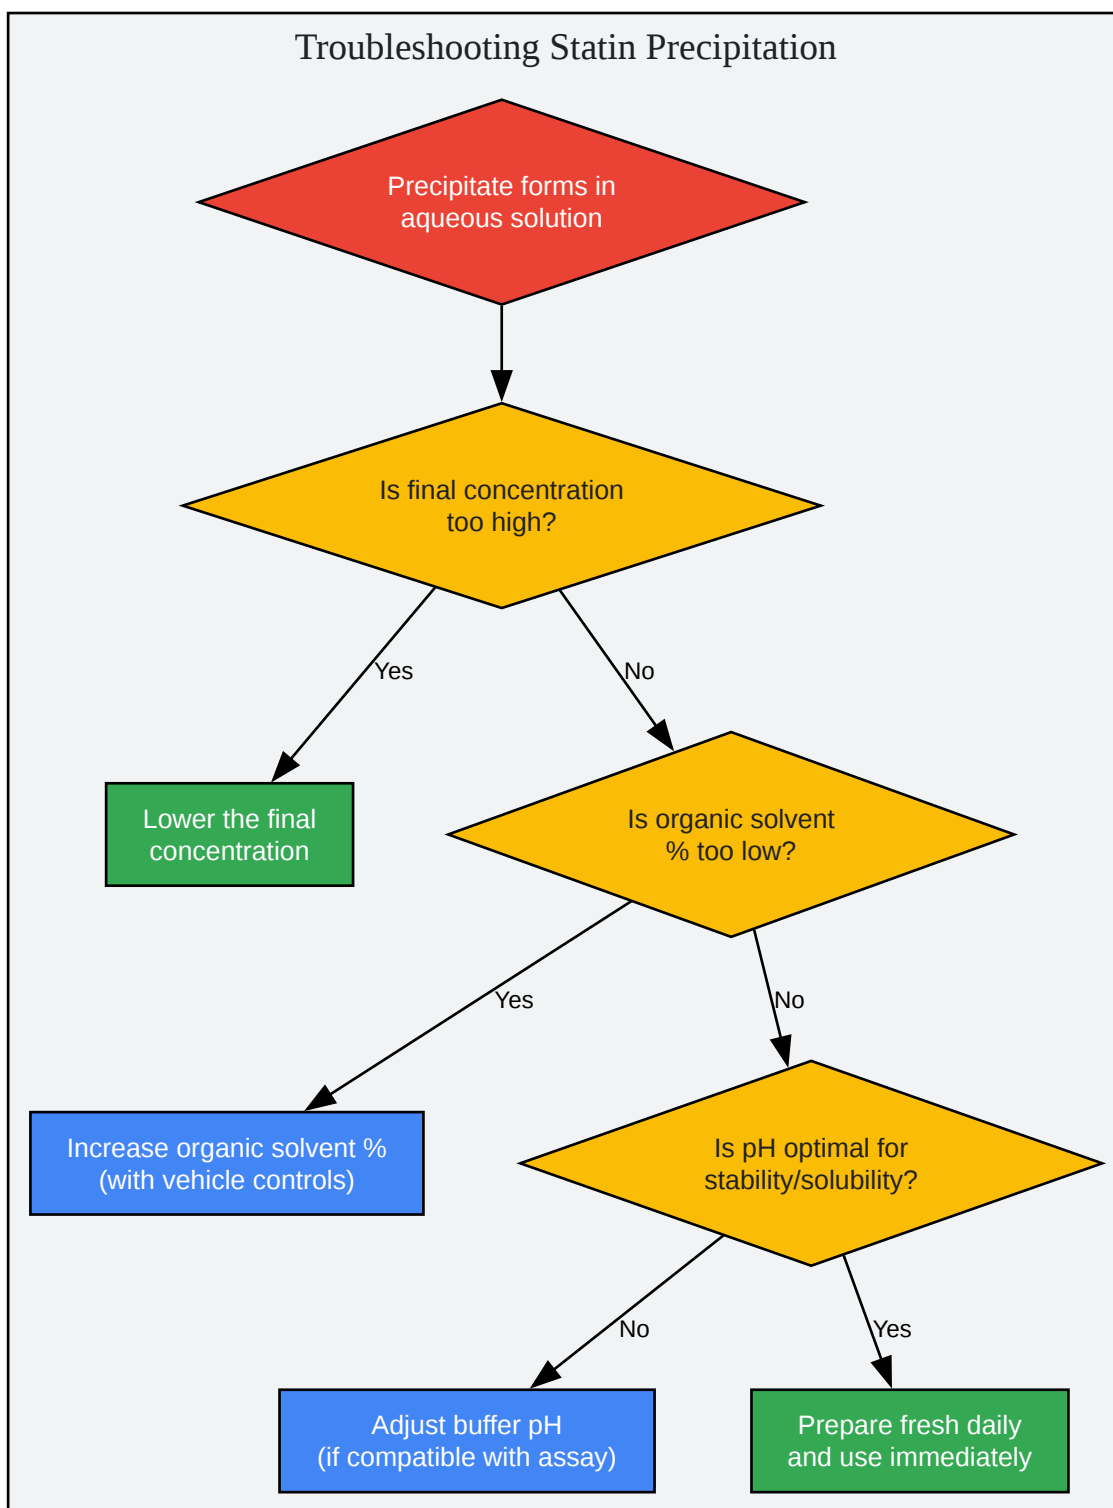 Troubleshooting Statin Precipitation
Precipitate forms in
aqueous solution
Is final concentration
too high?
Yes
No
Lower the final
concentration
Is organic solvent
% too low?
Yes
No
Increase organic solvent %
(with vehicle controls)
Is pH optimal for
stability/solubility?
No
Yes
Adjust buffer pH
(if compatible with assay)
Prepare fresh daily
and use immediately